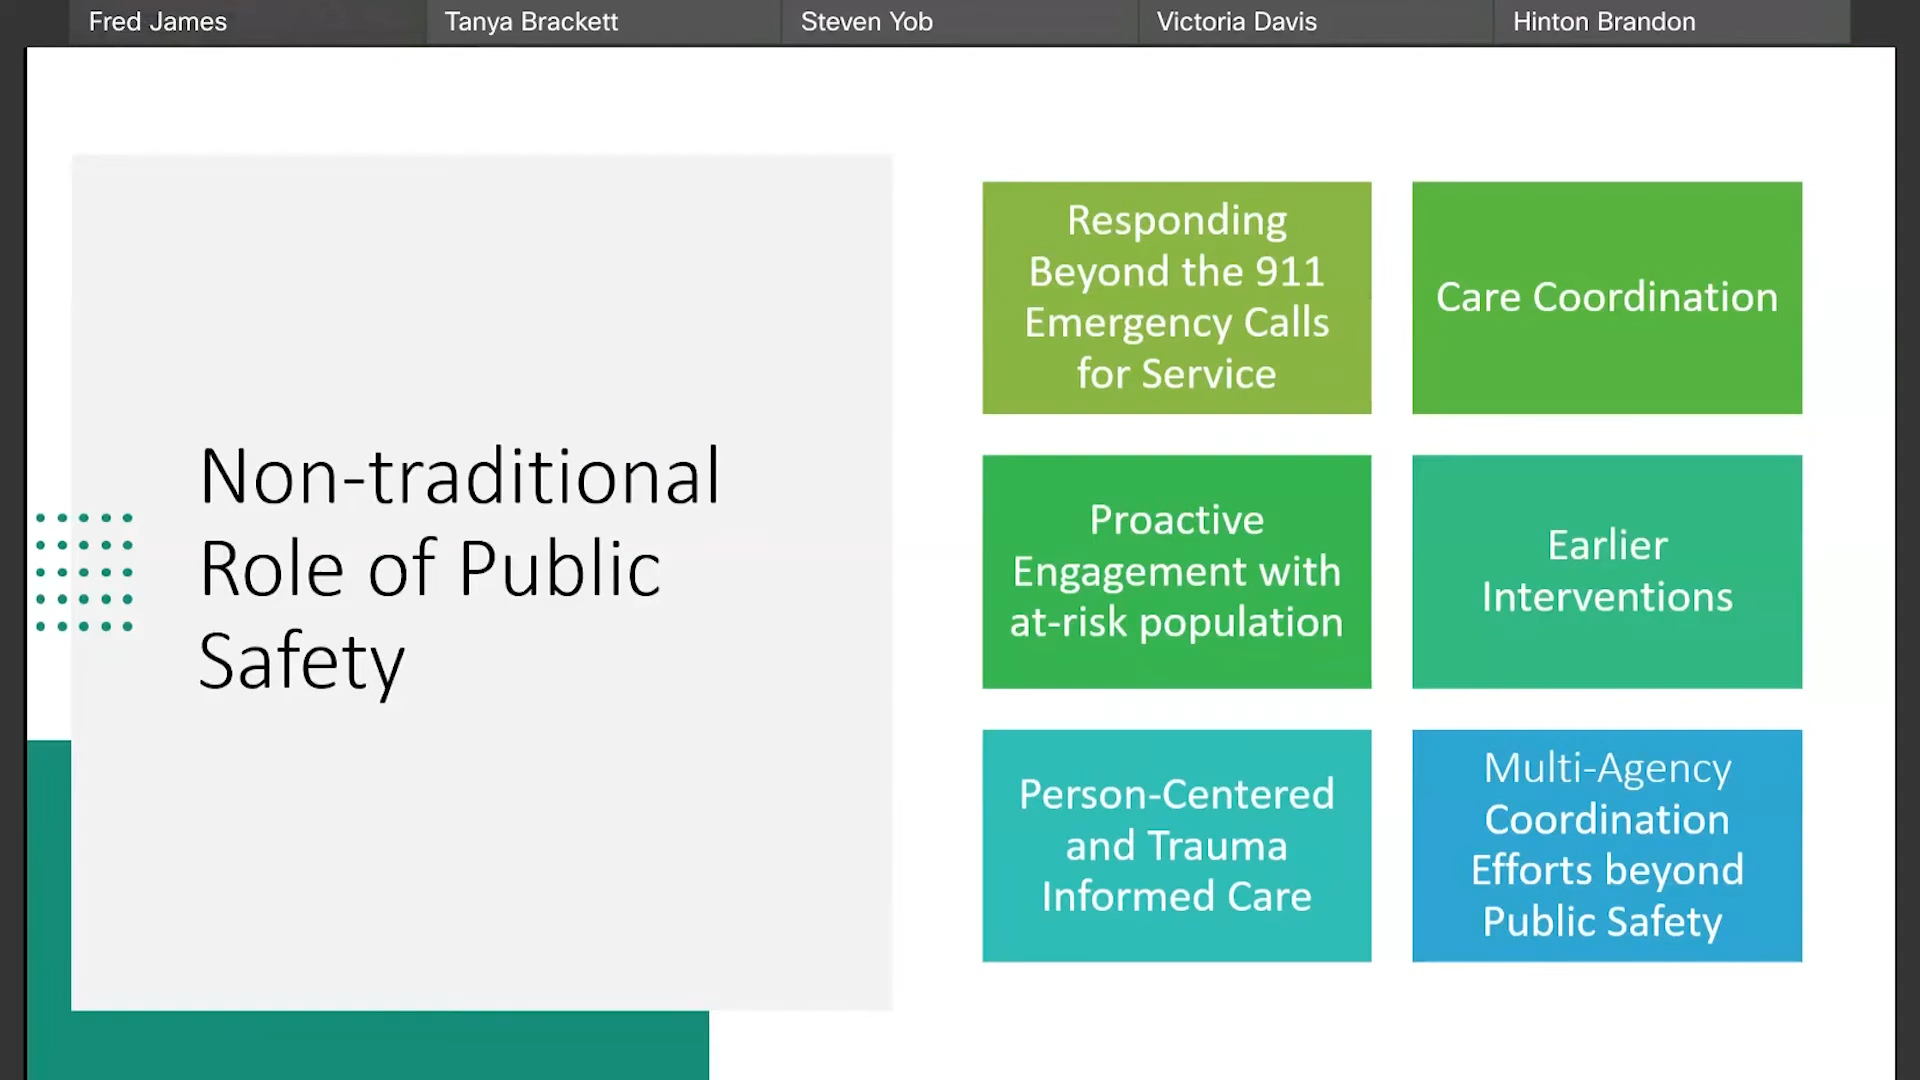 Fred James
Tanya Brackett
Steven Yob
Victoria Davis
Hinton Brandon
Non-traditional
Role of Public
Safety
Responding
Beyond the 911
Emergency Calls
for Service
Care Coordination
Proactive
Engagement with
at-risk population
Earlier
Interventions
Person-Centered
and Trauma
Informed Care
Multi-Agency
Coordination
Efforts beyond
Public Safety